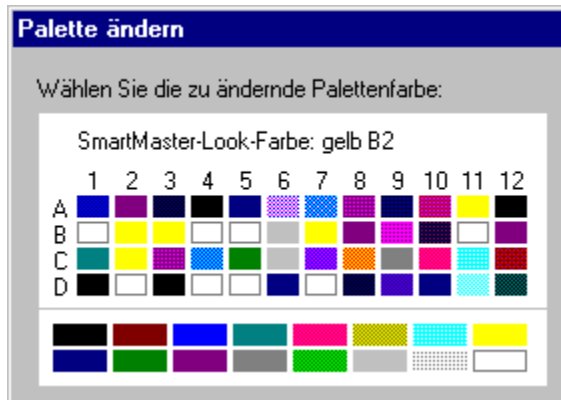 Palette ändern
Wählen Sie die zu ändernde Palettenfarbe:
SmartMaster-Look-Farbe: gelb B2
1 2 3 4 5 6 7 8 9 10 11 12
A
B
C
D